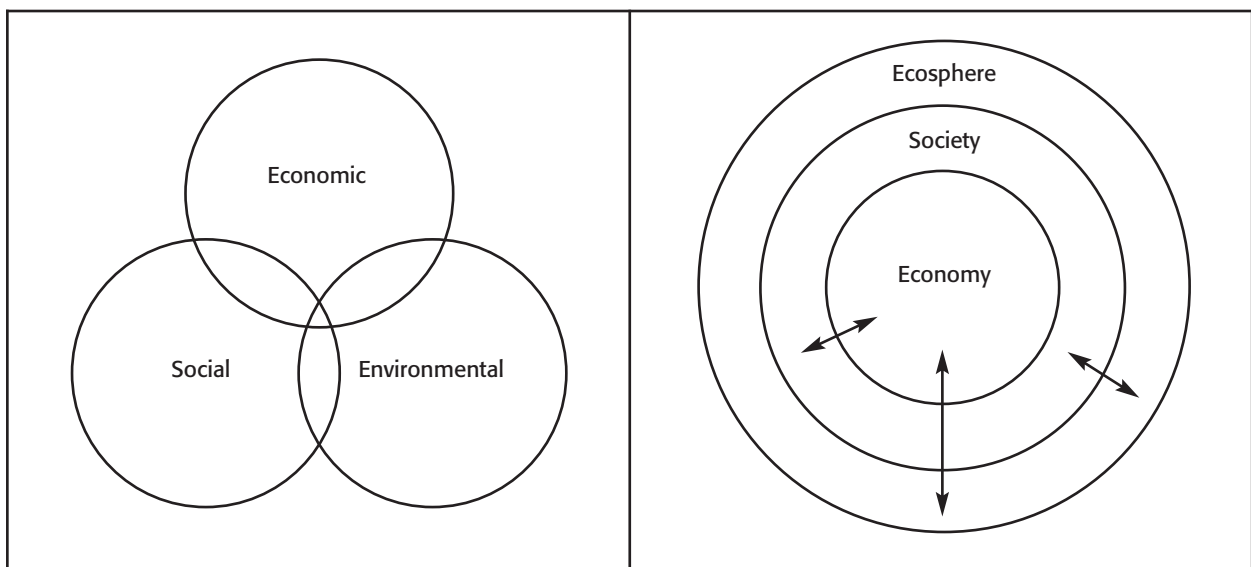 Economic
Social
Environmental
Ecosphere
Society
Economy